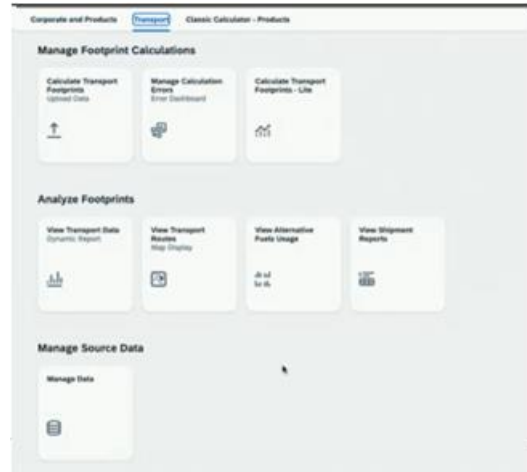 Corporate and Products Transport Classic Calculator - Products
Manage Footprint Calculations
Calculate Transport
Footprints
Upload Data
Manage Calculation
Errors
Error Dashboard
Calculate Transport
Footprints - Lite
Analyze Footprints
View Transport Data
Dynamic Report
View Transport
Routes
Map Display
View Alternative
Fuels Usage
View Shipment
Reports
Manage Source Data
Manage Data